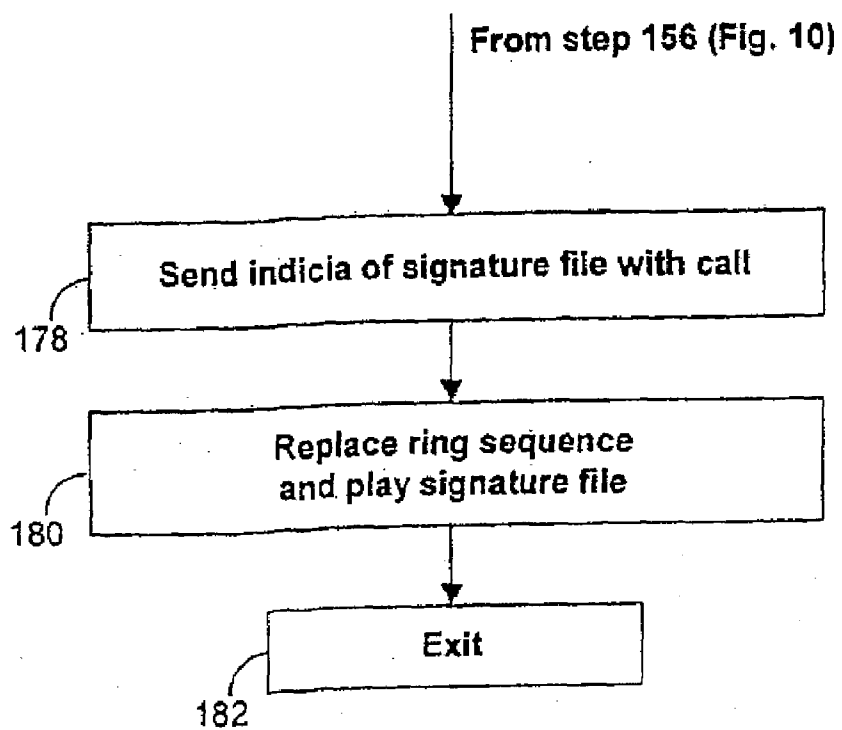 From step 156 (Fig. 10)
Send indicia of signature file with call
178
Replace ring sequence
and play signature file
180
Exit
182